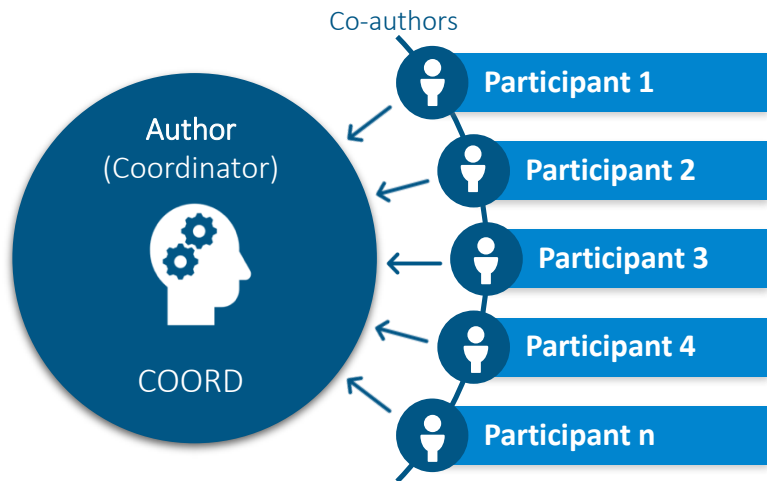 Co-authors
Author
(Coordinator)
COORD
Participant 1
Participant 2
Participant 3
Participant 4
Participant n